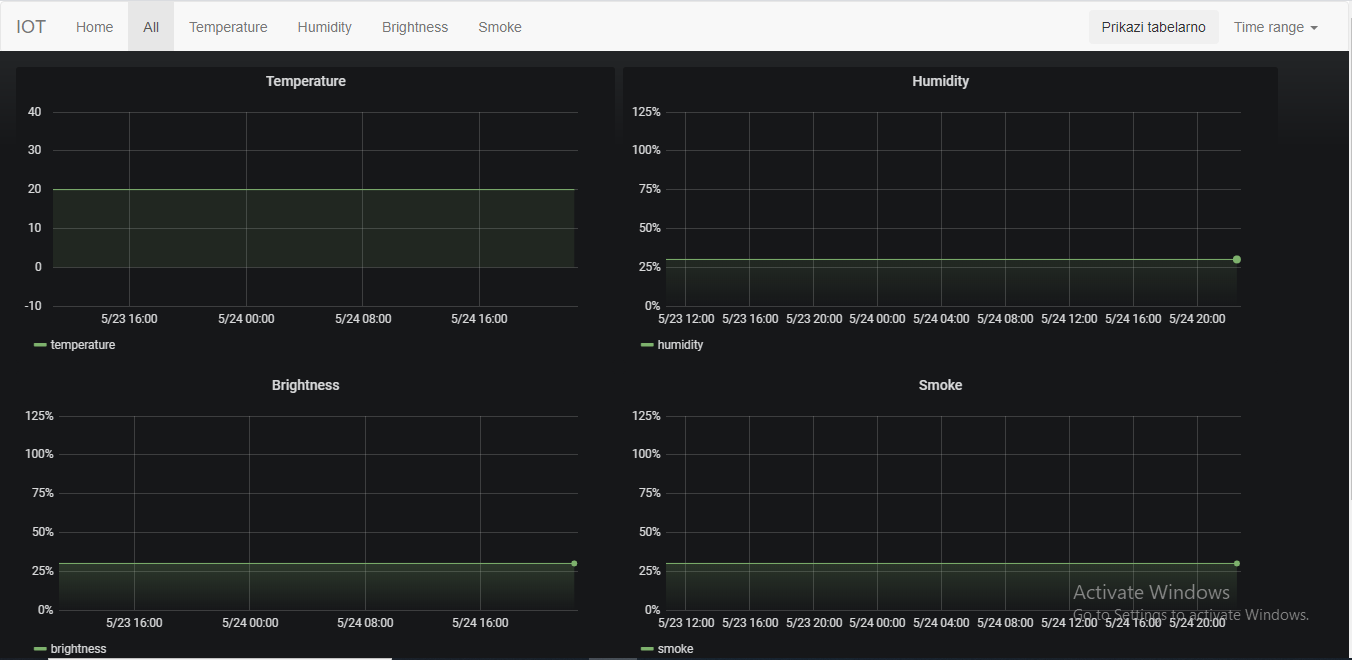 IOT Home All Temperature Humidity Brightness Smoke Prikazi tabelarno Time range
Temperature
40
30
20
10
0
-10
5/23 16:00 5/24 00:00 5/24 08:00 5/24 16:00
temperature
Humidity
125%
100%
75%
50%
25%
0%
5/23 12:00 5/23 16:00 5/23 20:00 5/24 00:00 5/24 04:00 5/24 08:00 5/24 12:00 5/24 16:00 5/24 20:00
humidity
Brightness
125%
100%
75%
50%
25%
0%
5/23 16:00 5/24 00:00 5/24 08:00 5/24 16:00
brightness
Smoke
125%
100%
75%
50%
25%
0%
5/23 12:00 5/23 16:00 5/23 20:00 5/24 00:00 5/24 04:00 5/24 08:00 5/24 12:00 5/24 16:00 5/24 20:00
smoke
Activate Windows
Go to Settings to activate Windows.